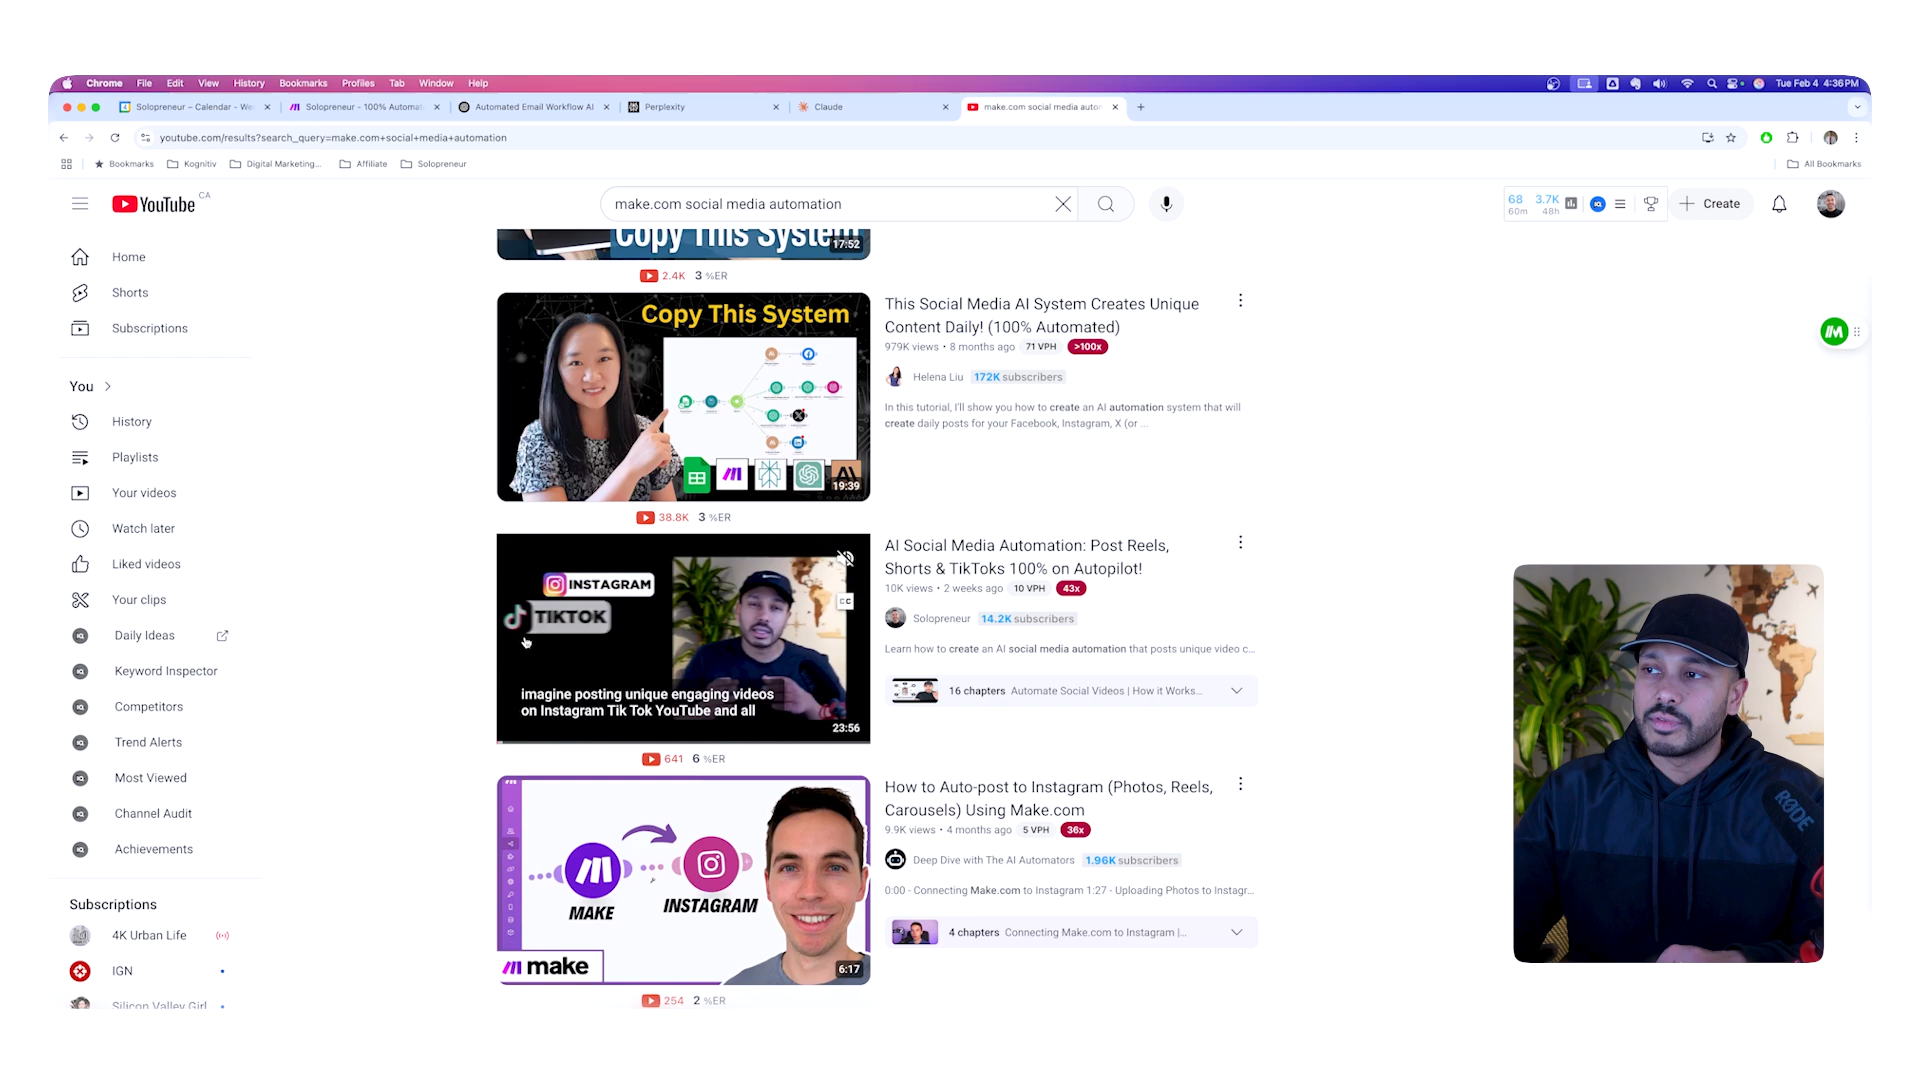 Chrome File Edit View History Bookmarks Profiles Tab Window Help Tue Feb 4 4:36 PM
Solopreneur – Calendar - We Solopreneur - 100% Automat Automated Email Workflow AI Perplexity Claude make.com social media auton
youtube.com/results?search_query=make.com+social+media+automation
Bookmarks Kognitiv Digital Marketing... Affiliate Solopreneur All Bookmarks
YouTube CA
make.com social media automation
68 60m 3.7K 48h
Create
Home
Shorts
Subscriptions
You
History
Playlists
Your videos
Watch later
Liked videos
Your clips
Daily Ideas
Keyword Inspector
Competitors
Trend Alerts
Most Viewed
Channel Audit
Achievements
Subscriptions
4K Urban Life
IGN
Silicon Valley Girl
Copy This System
17:52
2.4K 3 %ER
Copy This System
19:39
38.8K 3 %ER
This Social Media AI System Creates Unique
Content Daily! (100% Automated)
979K views • 8 months ago 71 VPH >100x
Helena Liu 172K subscribers
In this tutorial, I'll show you how to create an AI automation system that will
create daily posts for your Facebook, Instagram, X (or ...
INSTAGRAM
TIKTOK
CC
imagine posting unique engaging videos
on Instagram Tik Tok YouTube and all
23:56
641 6 %ER
AI Social Media Automation: Post Reels,
Shorts & TikToks 100% on Autopilot!
10K views • 2 weeks ago 10 VPH 43x
Solopreneur 14.2K subscribers
Learn how to create an AI social media automation that posts unique video c...
16 chapters Automate Social Videos | How it Works...
MAKE
INSTAGRAM
make
6:17
254 2 %ER
How to Auto-post to Instagram (Photos, Reels,
Carousels) Using Make.com
9.9K views • 4 months ago 5 VPH 36x
Deep Dive with The AI Automators 1.96K subscribers
0:00 - Connecting Make.com to Instagram 1:27 - Uploading Photos to Instagr...
4 chapters Connecting Make.com to Instagram |...
RØDE